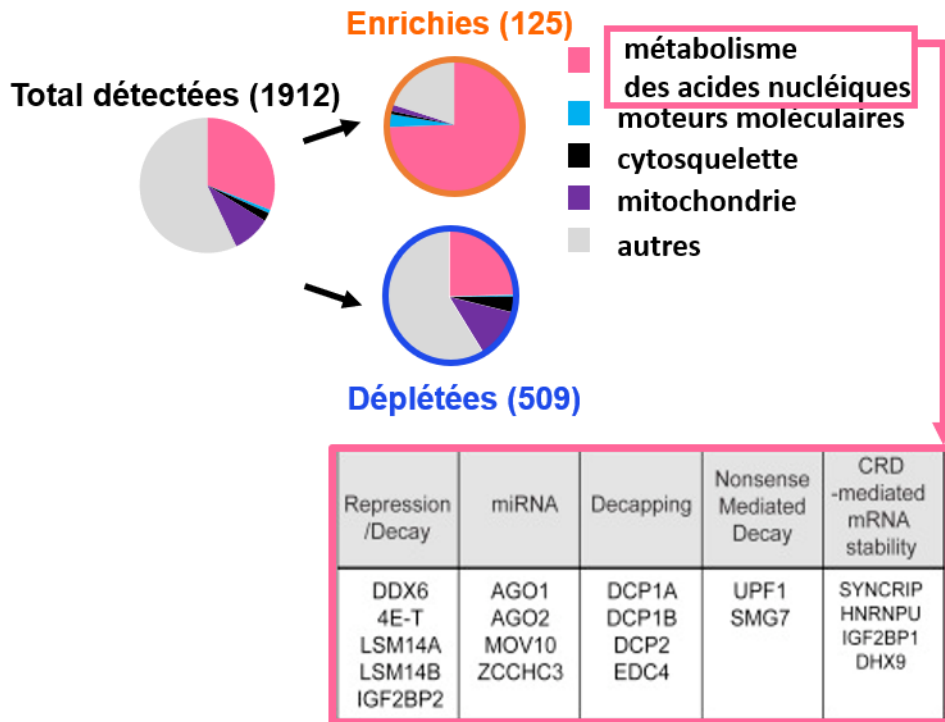 Enrichies (125)
Total détectées (1912)
métabolisme
des acides nucléiques
moteurs moléculaires
cytosquelette
mitochondrie
autres
Déplétées (509)
Repression
/Decay
miRNA
Decapping
Nonsense
Mediated
Decay
CRD
-mediated
mRNA
stability
DDX6
4E-T
LSM14A
LSM14B
IGF2BP2
AGO1
AGO2
MOV10
ZCCHC3
DCP1A
DCP1B
DCP2
EDC4
UPF1
SMG7
SYNCRIP
HNRNPU
IGF2BP1
DHX9